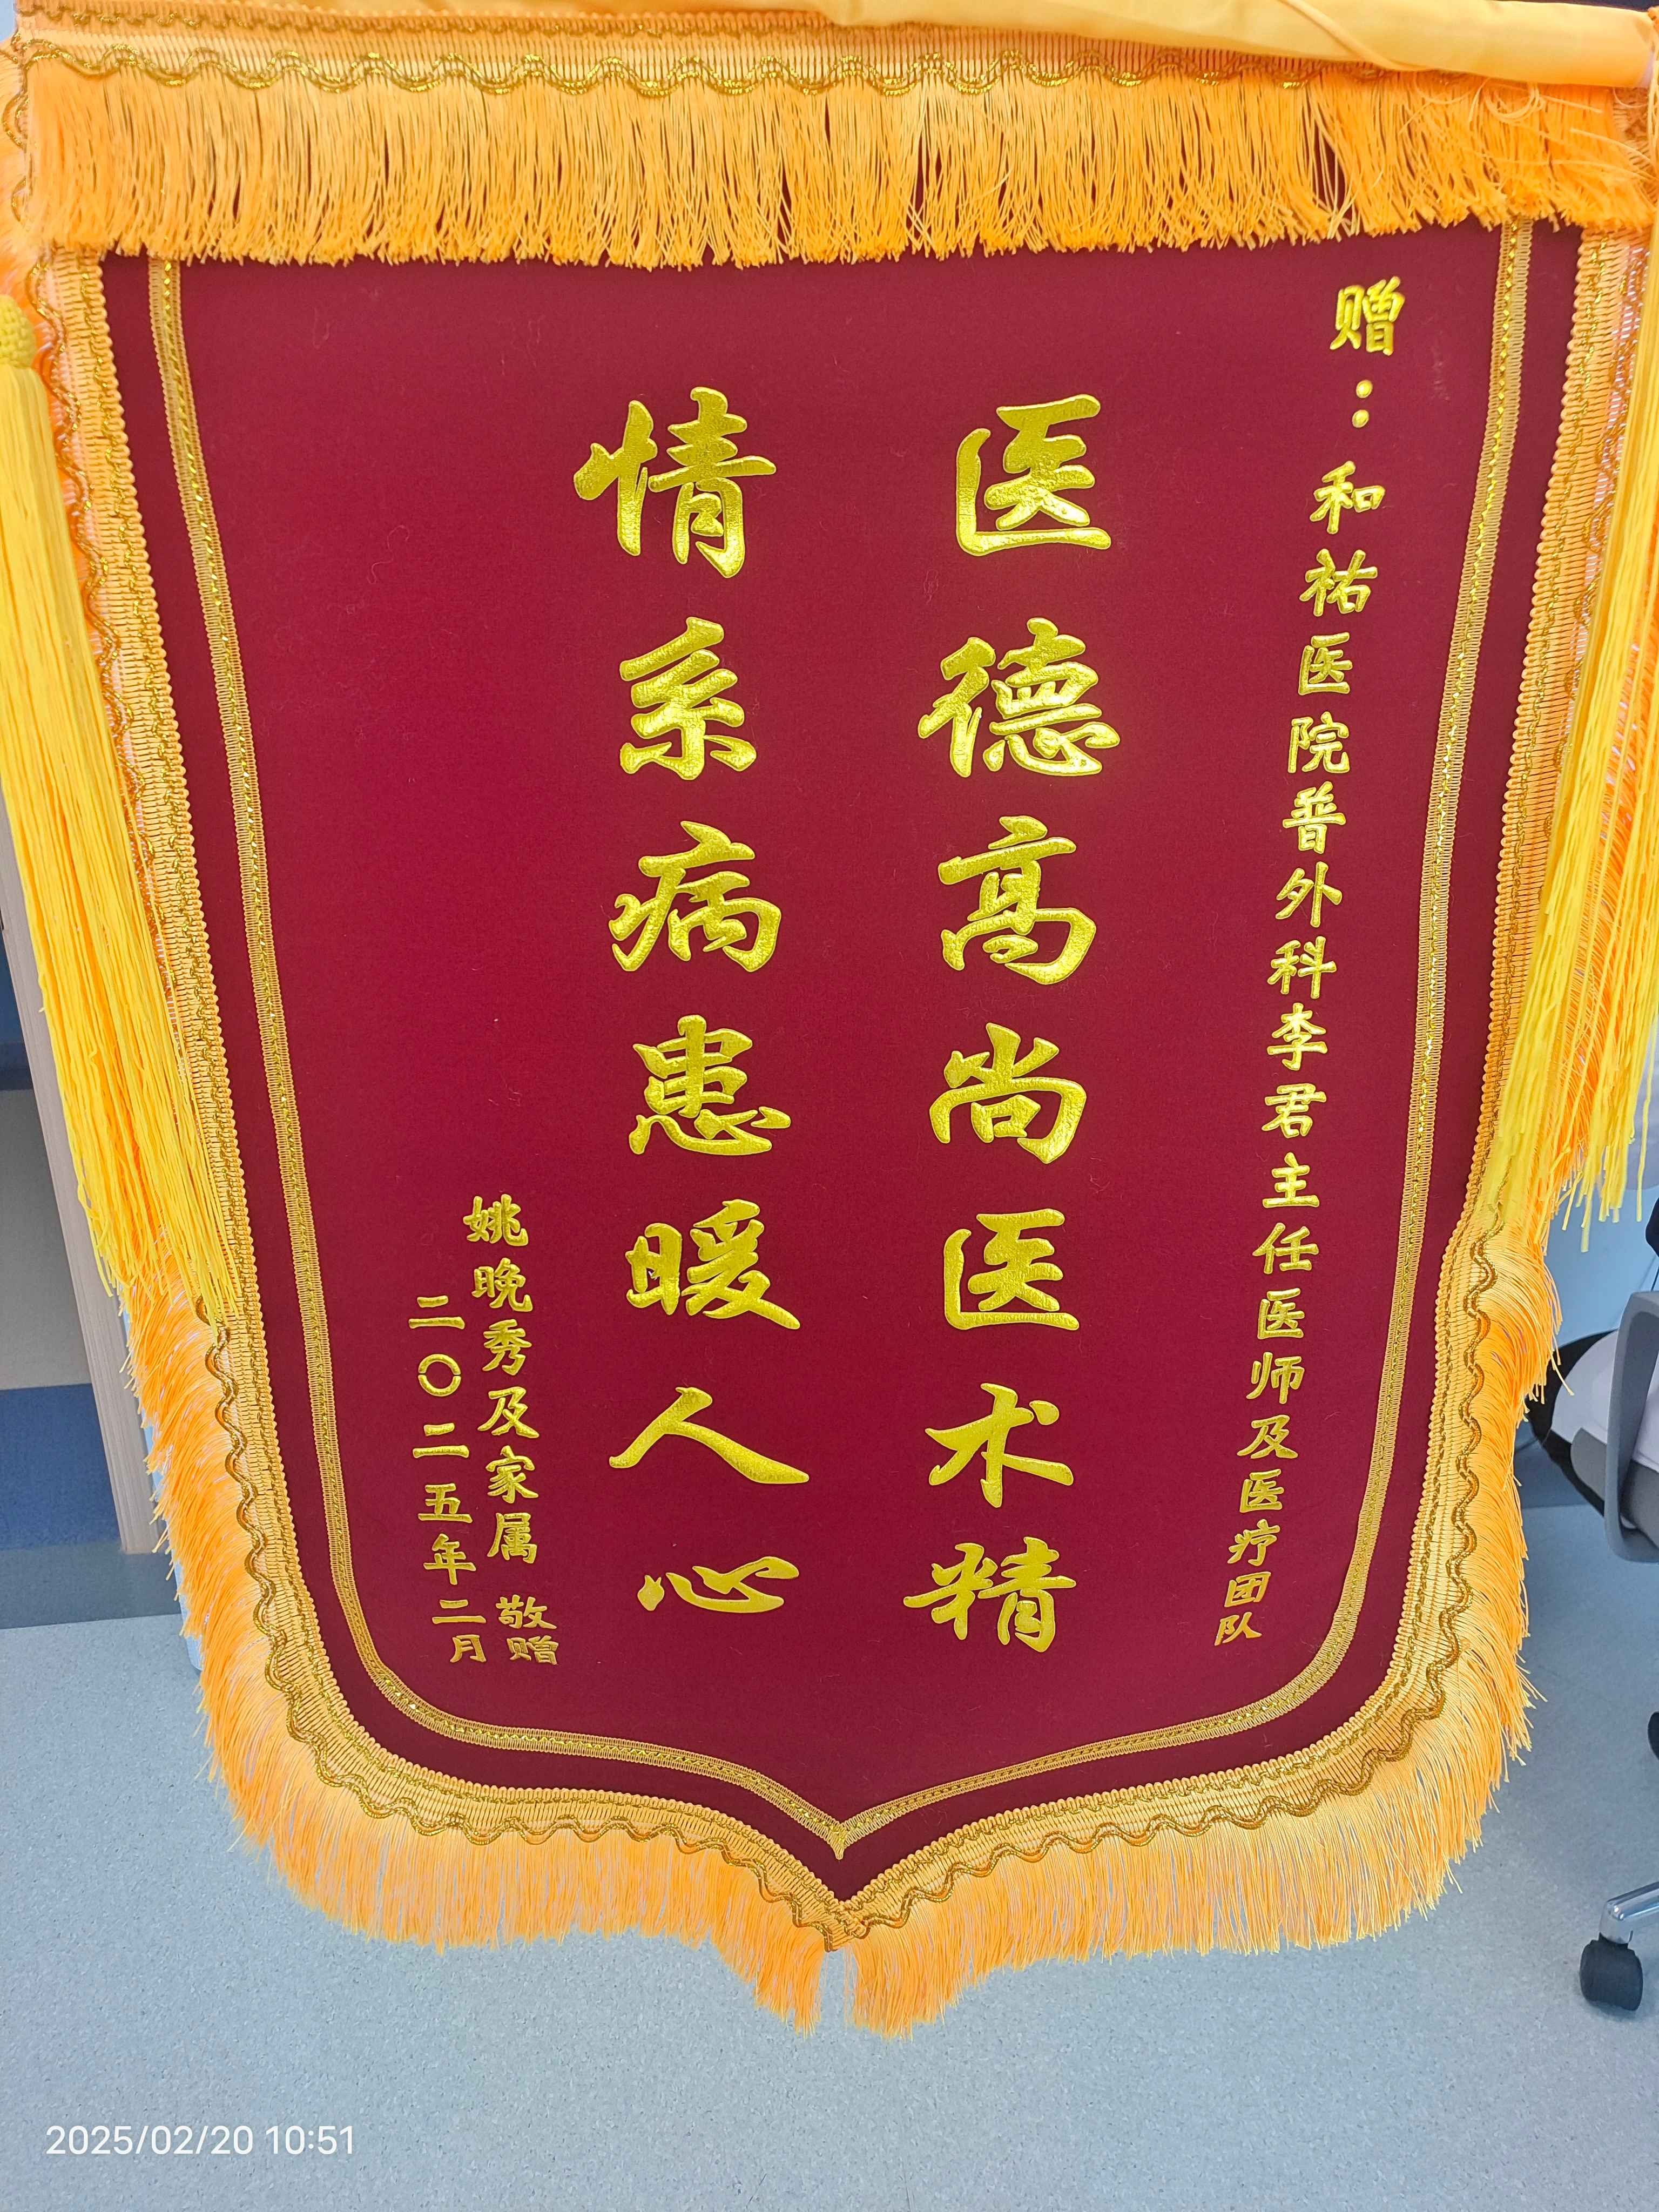 赠：和祐医院普外科李君主任医师及医疗团队
医德高尚医术精
情系病患暖人心
姚晚秀及家属 敬赠
二〇二五年二月
2025/02/20 10:51